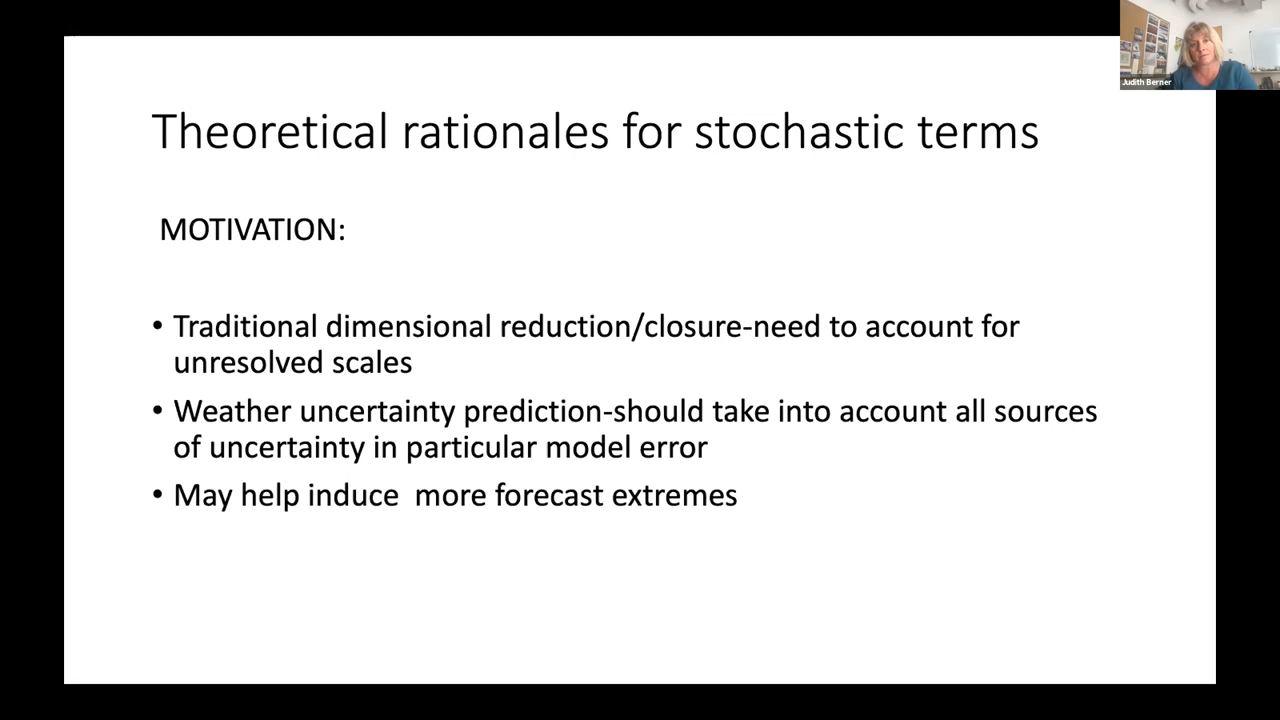 Judith Berner
Theoretical rationales for stochastic terms
MOTIVATION:
• Traditional dimensional reduction/closure-need to account for
unresolved scales
• Weather uncertainty prediction-should take into account all sources
of uncertainty in particular model error
• May help induce  more forecast extremes